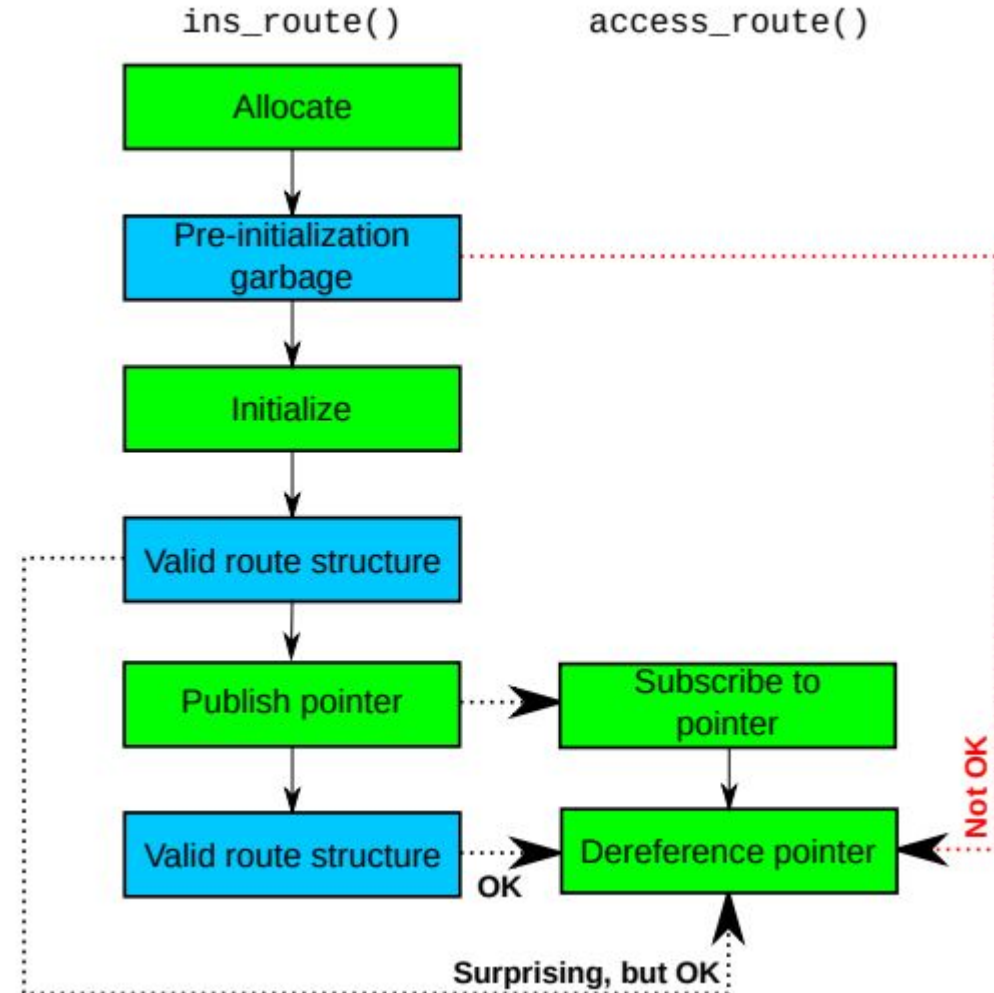 ins_route()
access_route()
Allocate
Pre-initialization
garbage
Initialize
Valid route structure
Publish pointer
Subscribe to
pointer
Valid route structure
OK
Dereference pointer
Not OK
Surprising, but OK